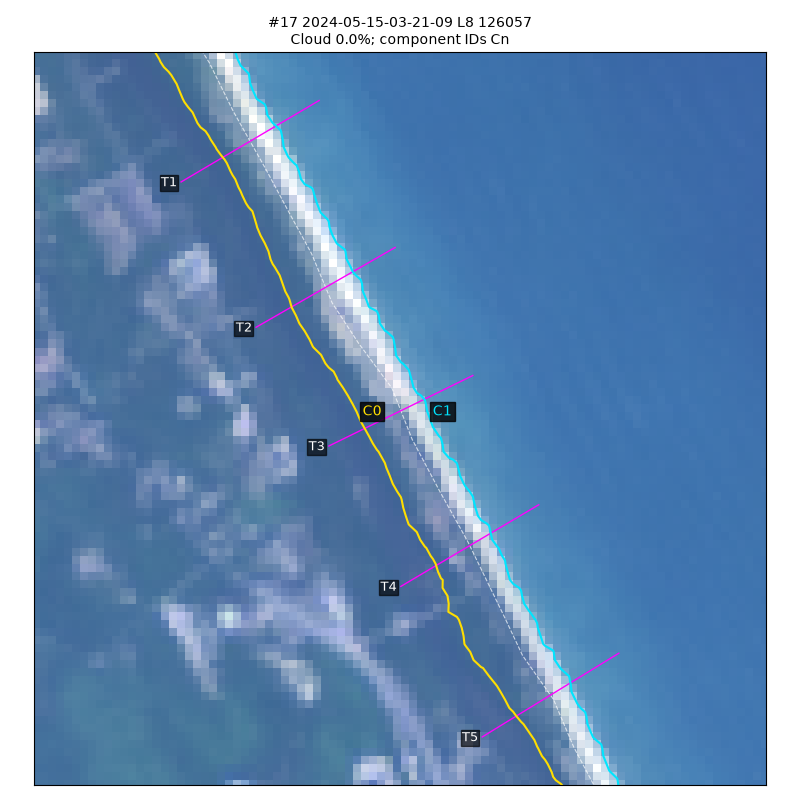 #17 2024-05-15-03-21-09 L8 126057
Cloud 0.0%; component IDs Cn
T1
T2
C0 C1
T3
T4
T5